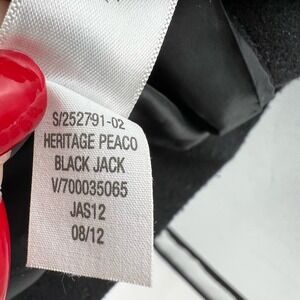 S/252791-02
HERITAGE PEACO
BLACK JACK
V/700035065
JAS12
08/12